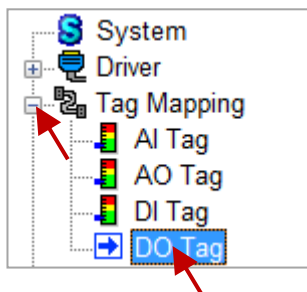 System
Driver
Tag Mapping
AI Tag
AO Tag
DI Tag
DO Tag